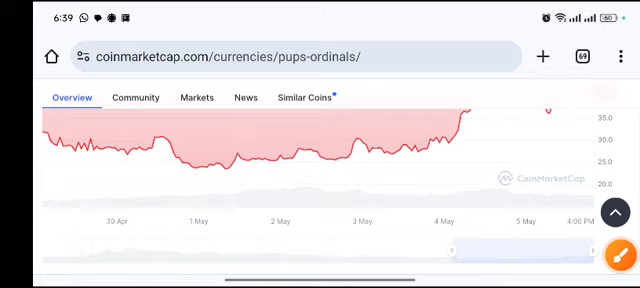 6:39
60
coinmarketcap.com/currencies/pups-ordinals/
69
Overview Community Markets News Similar Coins
35.0
30.0
25.0
CoinMarketCap
20.0
30 Apr 1 May 2 May 3 May 4 May 5 May 4:00 PM